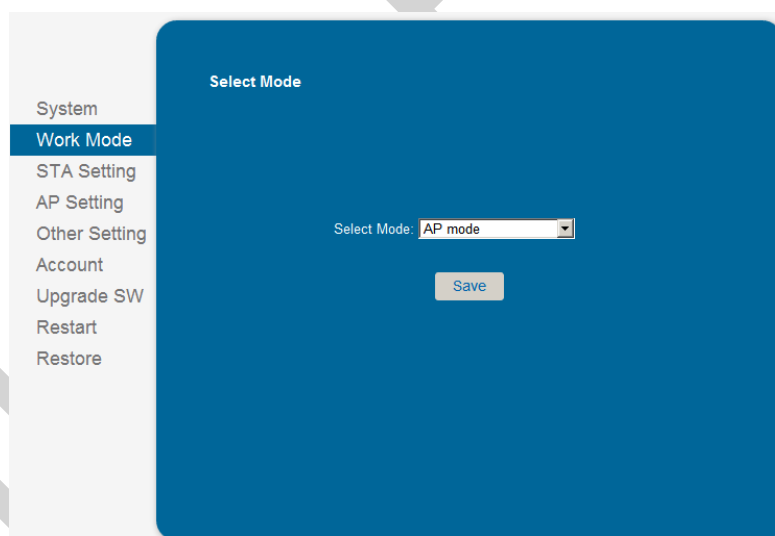 System
Work Mode
STA Setting
AP Setting
Other Setting
Account
Upgrade SW
Restart
Restore
Select Mode
Select Mode: AP mode
Save